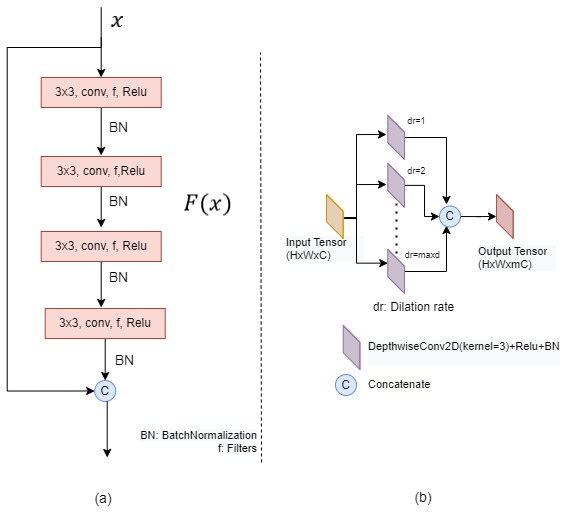 x
3x3, conv, f, Relu
BN
3x3, conv, f,Relu
BN
F(x)
3x3, conv, f, Relu
BN
3x3, conv, f, Relu
BN
C
BN: BatchNormalization
f: Filters
(a)
dr=1
dr=2
C
Input Tensor
(HxWxC)
Output Tensor
(HxWxmC)
dr=maxd
dr: Dilation rate
DepthwiseConv2D(kernel=3)+Relu+BN
C Concatenate
(b)